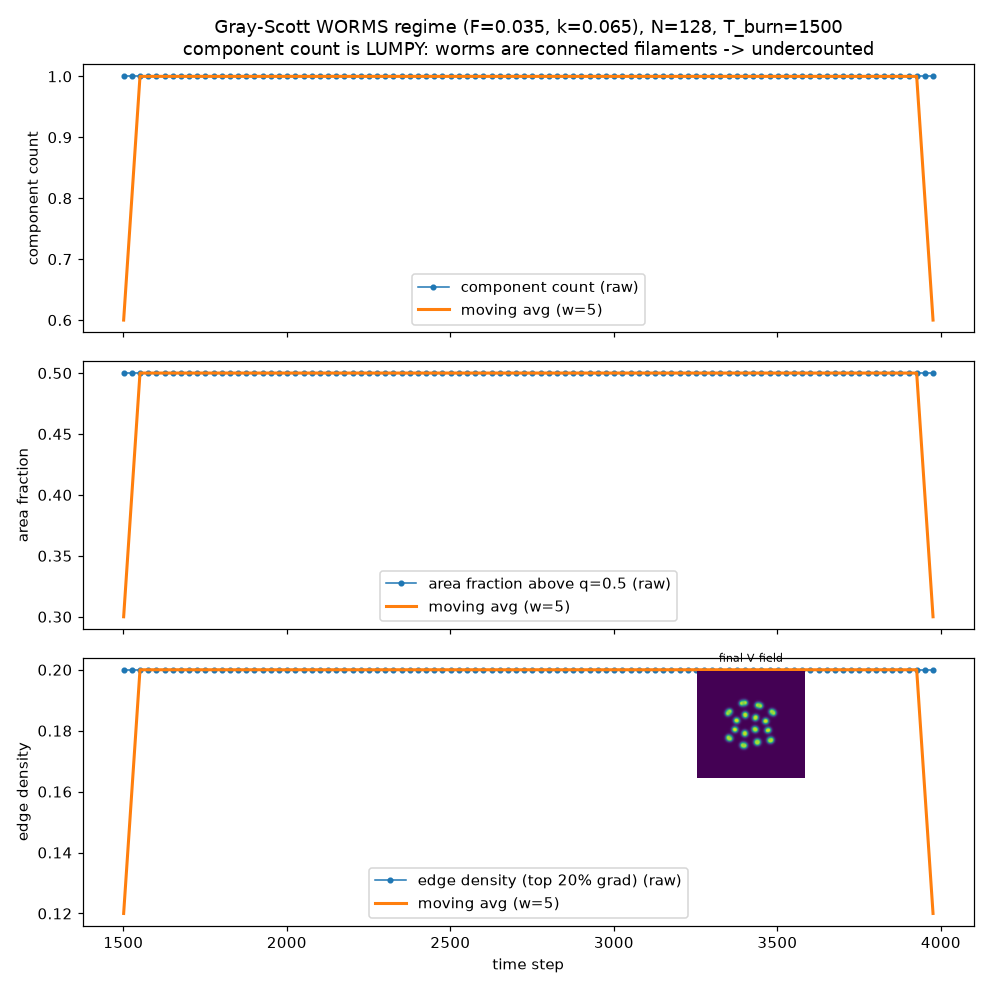 Gray-Scott WORMS regime (F=0.035, k=0.065), N=128, T_burn=1500
component count is LUMPY: worms are connected filaments -> undercounted
component count
1.0
0.9
0.8
0.7
0.6
component count (raw)
moving avg (w=5)
area fraction
0.50
0.45
0.40
0.35
0.30
area fraction above q=0.5 (raw)
moving avg (w=5)
edge density
0.20
0.18
0.16
0.14
0.12
final V field
edge density (top 20% grad) (raw)
moving avg (w=5)
1500
2000
2500
3000
3500
4000
time step